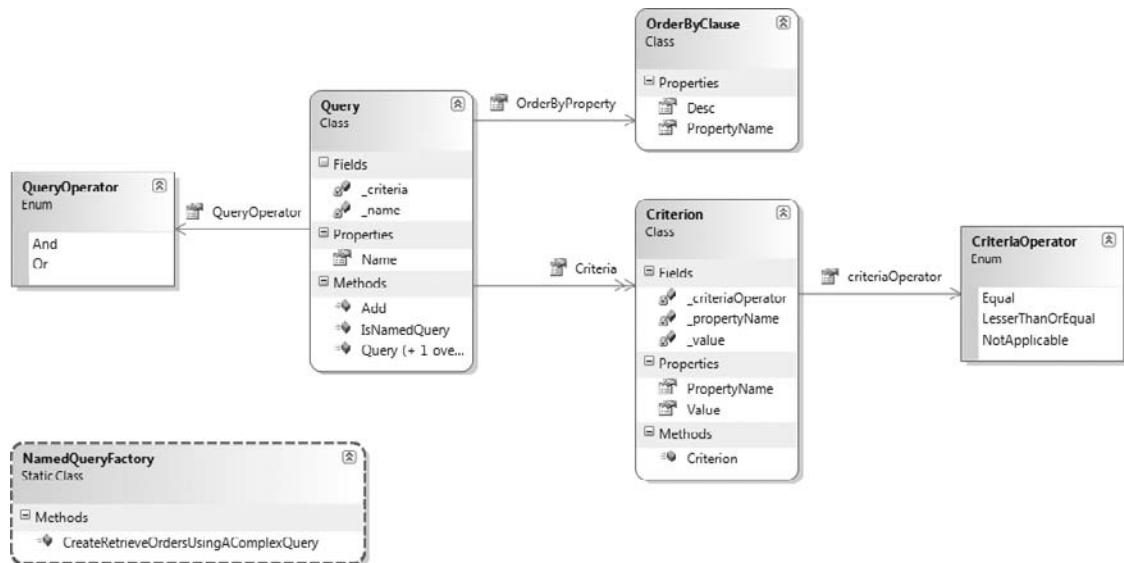 OrderByClause
Class
Properties
Desc
PropertyName
OrderByProperty
Query
Class
Fields
_criteria
_name
Properties
Name
Methods
Add
IsNamedQuery
Query (+ 1 ove...
QueryOperator
QueryOperator
Enum
And
Or
Criteria
Criterion
Class
Fields
_criteriaOperator
_propertyName
_value
Properties
PropertyName
Value
Methods
Criterion
criteriaOperator
CriteriaOperator
Enum
Equal
LesserThanOrEqual
NotApplicable
NamedQueryFactory
Static Class
Methods
CreateRetrieveOrdersUsingAComplexQuery